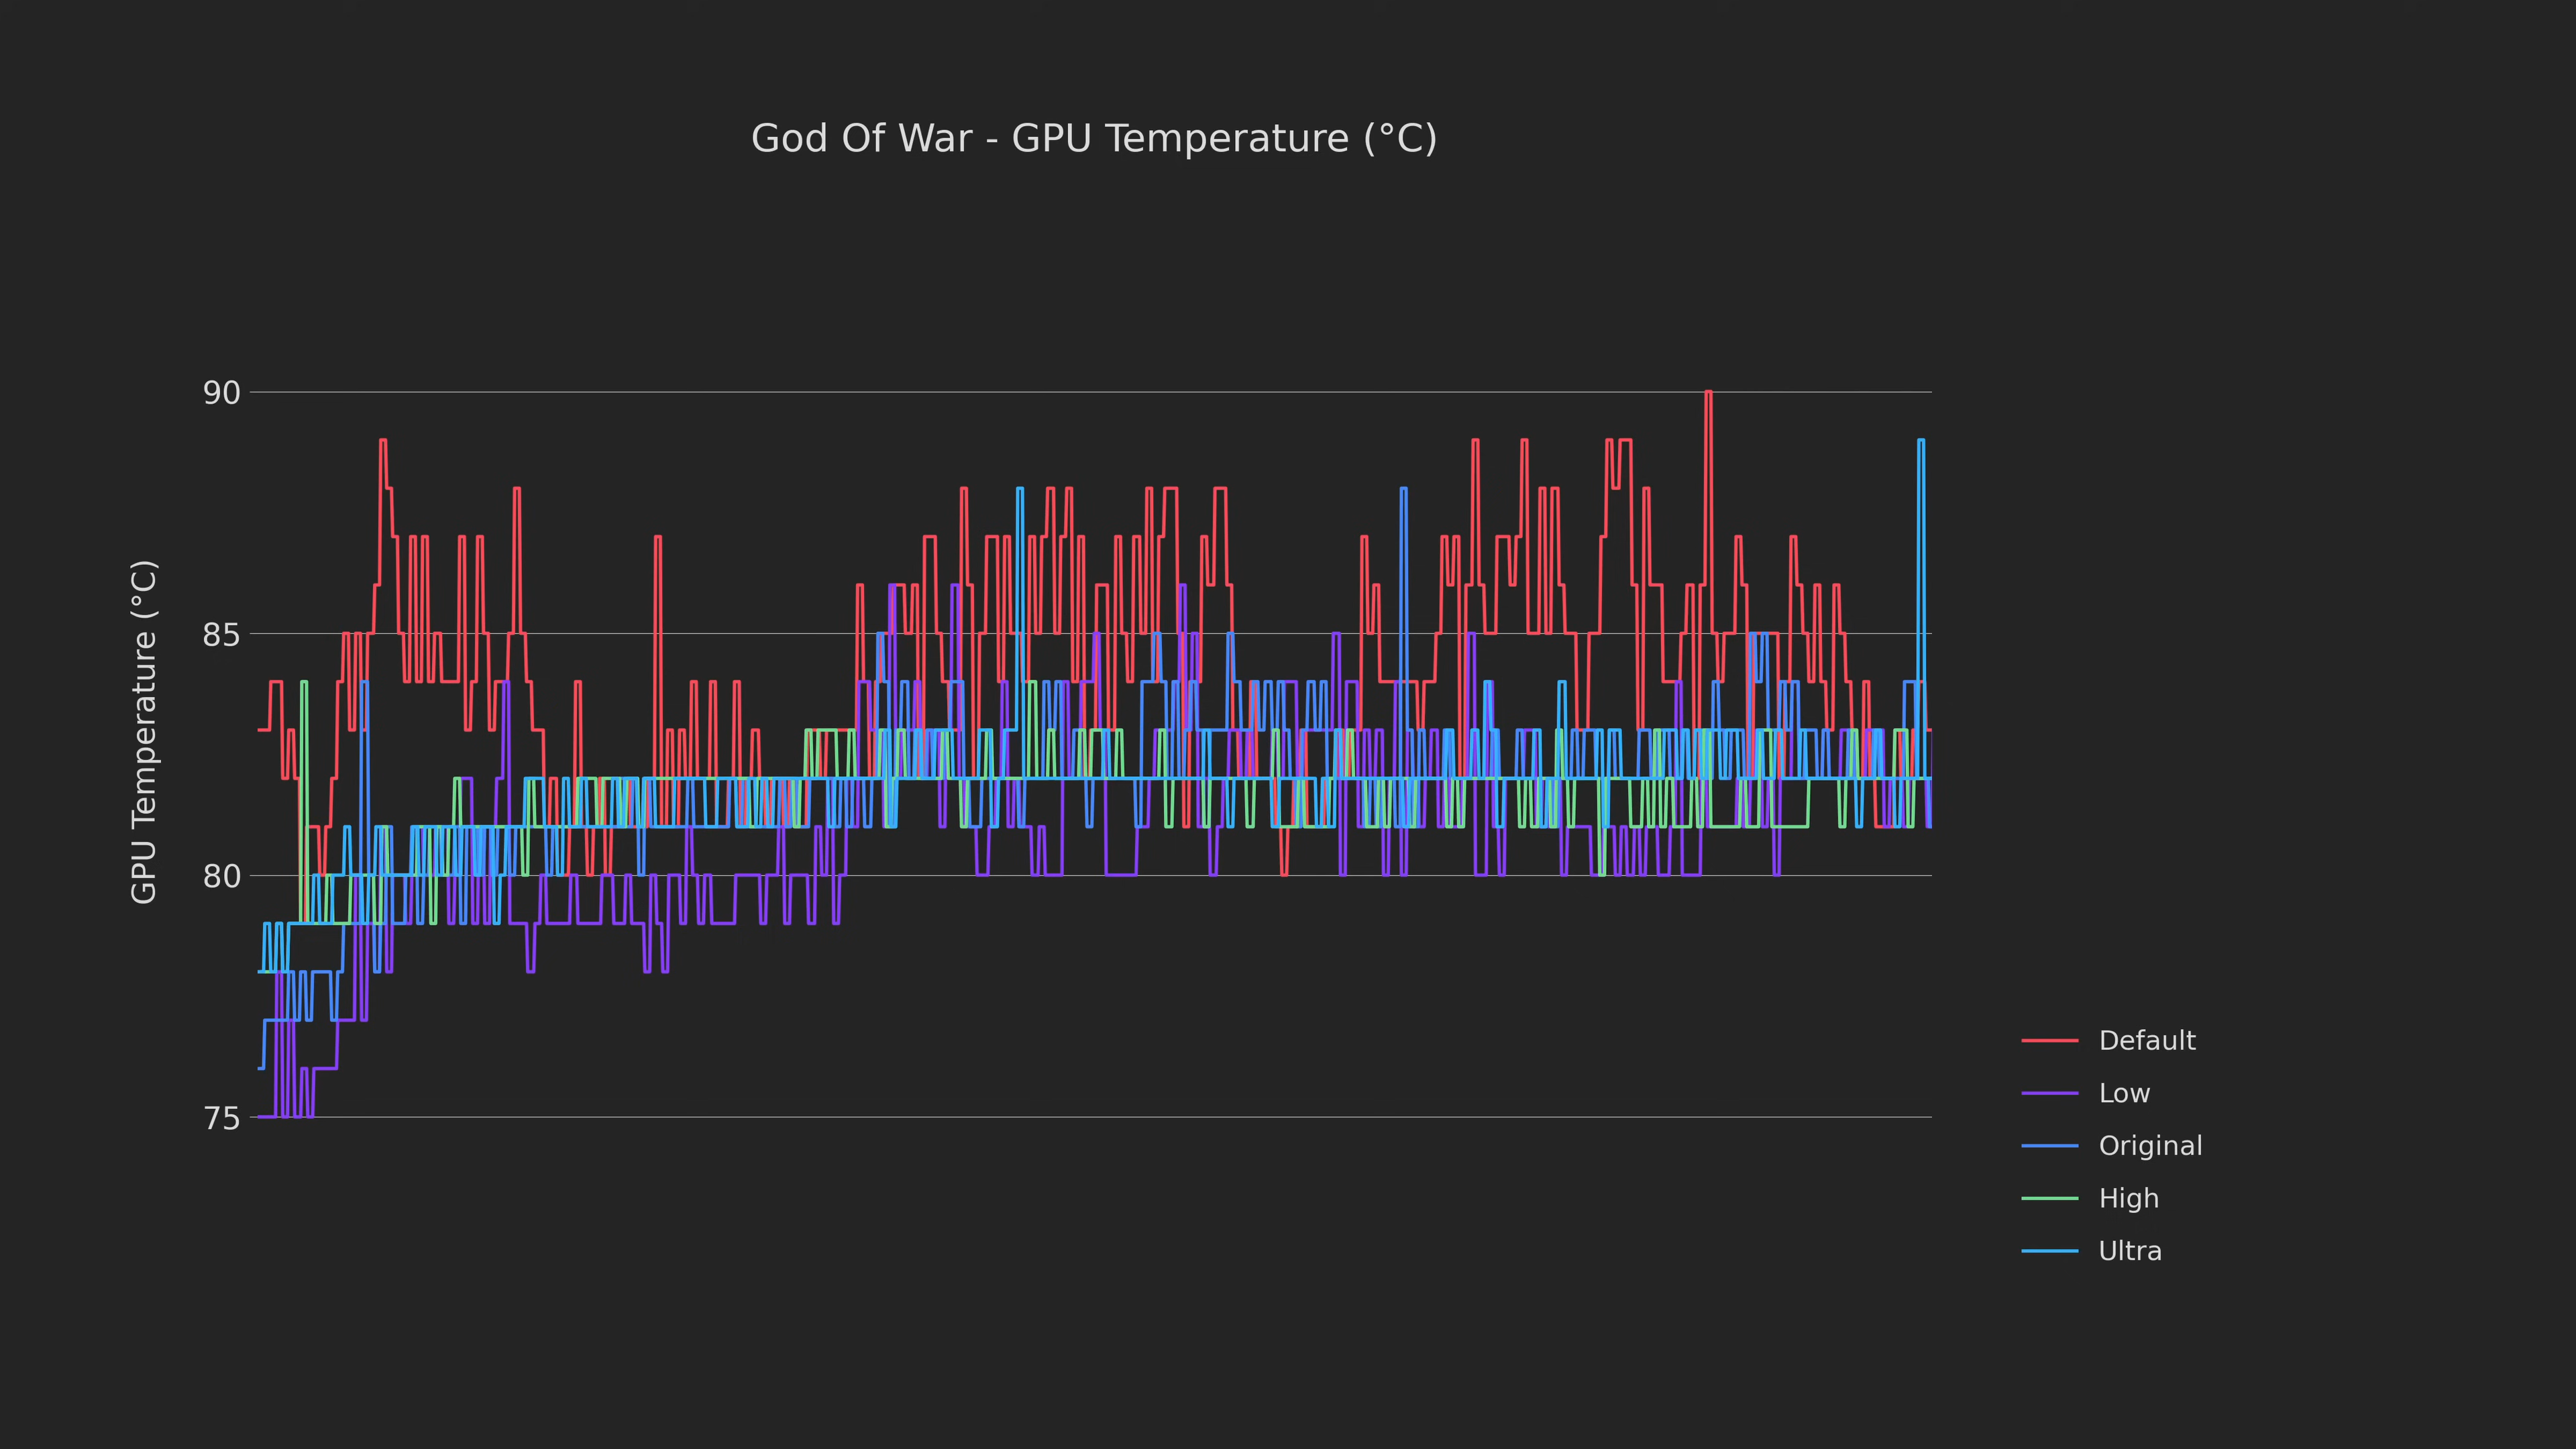 God Of War - GPU Temperature (°C)
GPU Temperature (°C)
90
85
80
75
Default
Low
Original
High
Ultra